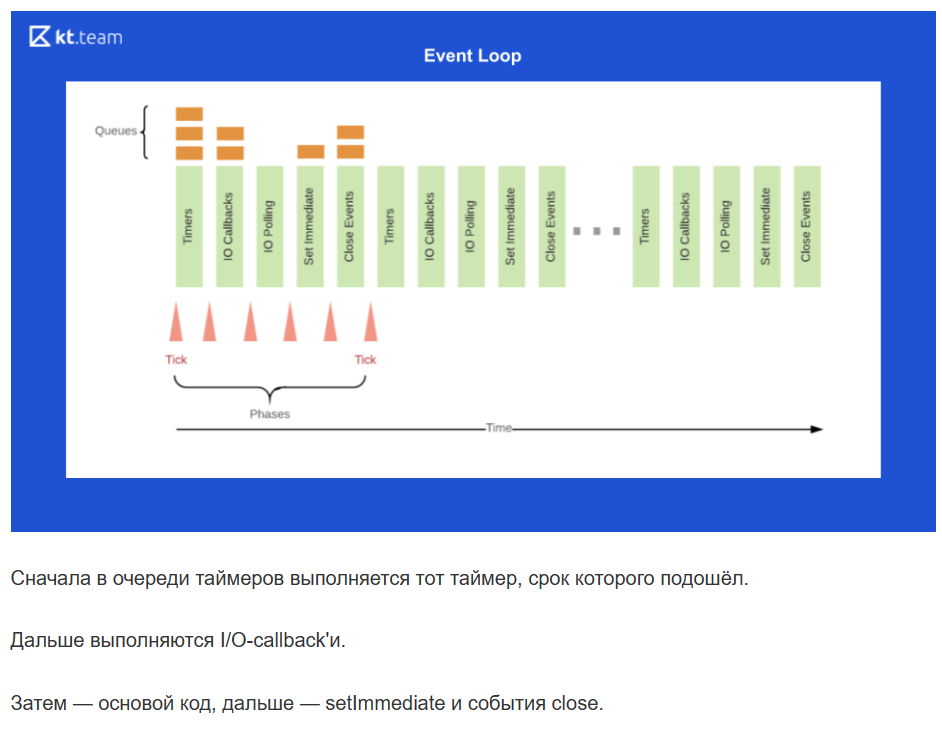 kt.team
Event Loop
Queues
Timers
IO Callbacks
IO Polling
Set Immediate
Close Events
Timers
IO Callbacks
IO Polling
Set Immediate
Close Events
Timers
IO Callbacks
IO Polling
Set Immediate
Close Events
Tick
Tick
Phases
Time
Сначала в очереди таймеров выполняется тот таймер, срок которого подошёл.
Дальше выполняются I/O-callback'и.
Затем — основой код, дальше — setImmediate и события close.